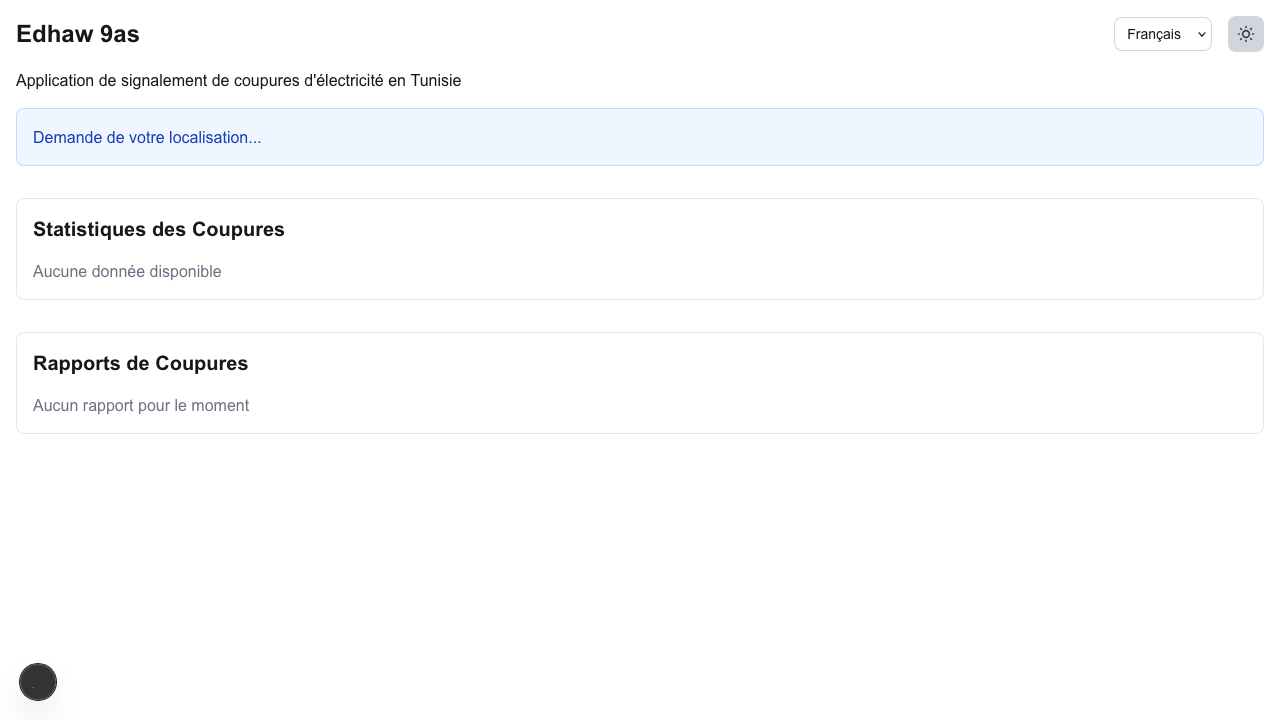 Edhaw 9as
Français
Application de signalement de coupures d'électricité en Tunisie
Demande de votre localisation...
Statistiques des Coupures
Aucune donnée disponible
Rapports de Coupures
Aucun rapport pour le moment